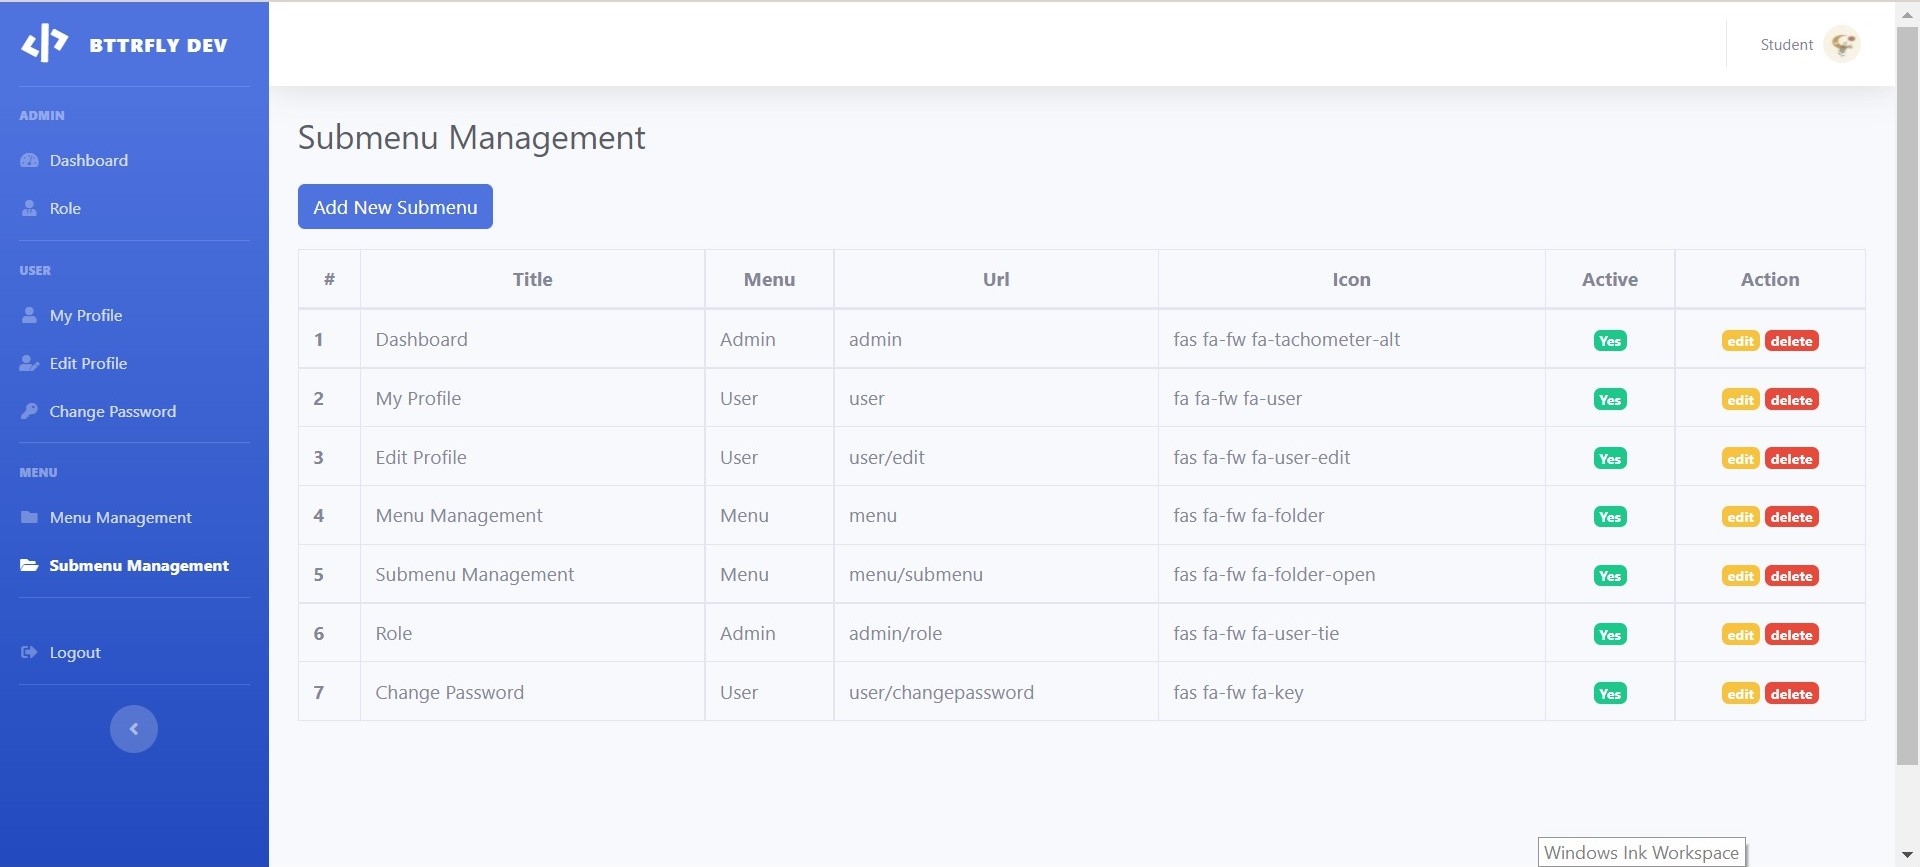 BTTRFLY DEV
Student
ADMIN
Dashboard
Role
USER
My Profile
Edit Profile
Change Password
MENU
Menu Management
Submenu Management
Logout
Submenu Management
Add New Submenu
# Title Menu Url Icon Active Action
1 Dashboard Admin admin fas fa-fw fa-tachometer-alt Yes edit delete
2 My Profile User user fa fa-fw fa-user Yes edit delete
3 Edit Profile User user/edit fas fa-fw fa-user-edit Yes edit delete
4 Menu Management Menu menu fas fa-fw fa-folder Yes edit delete
5 Submenu Management Menu menu/submenu fas fa-fw fa-folder-open Yes edit delete
6 Role Admin admin/role fas fa-fw fa-user-tie Yes edit delete
7 Change Password User user/changepassword fas fa-fw fa-key Yes edit delete
Windows Ink Workspace